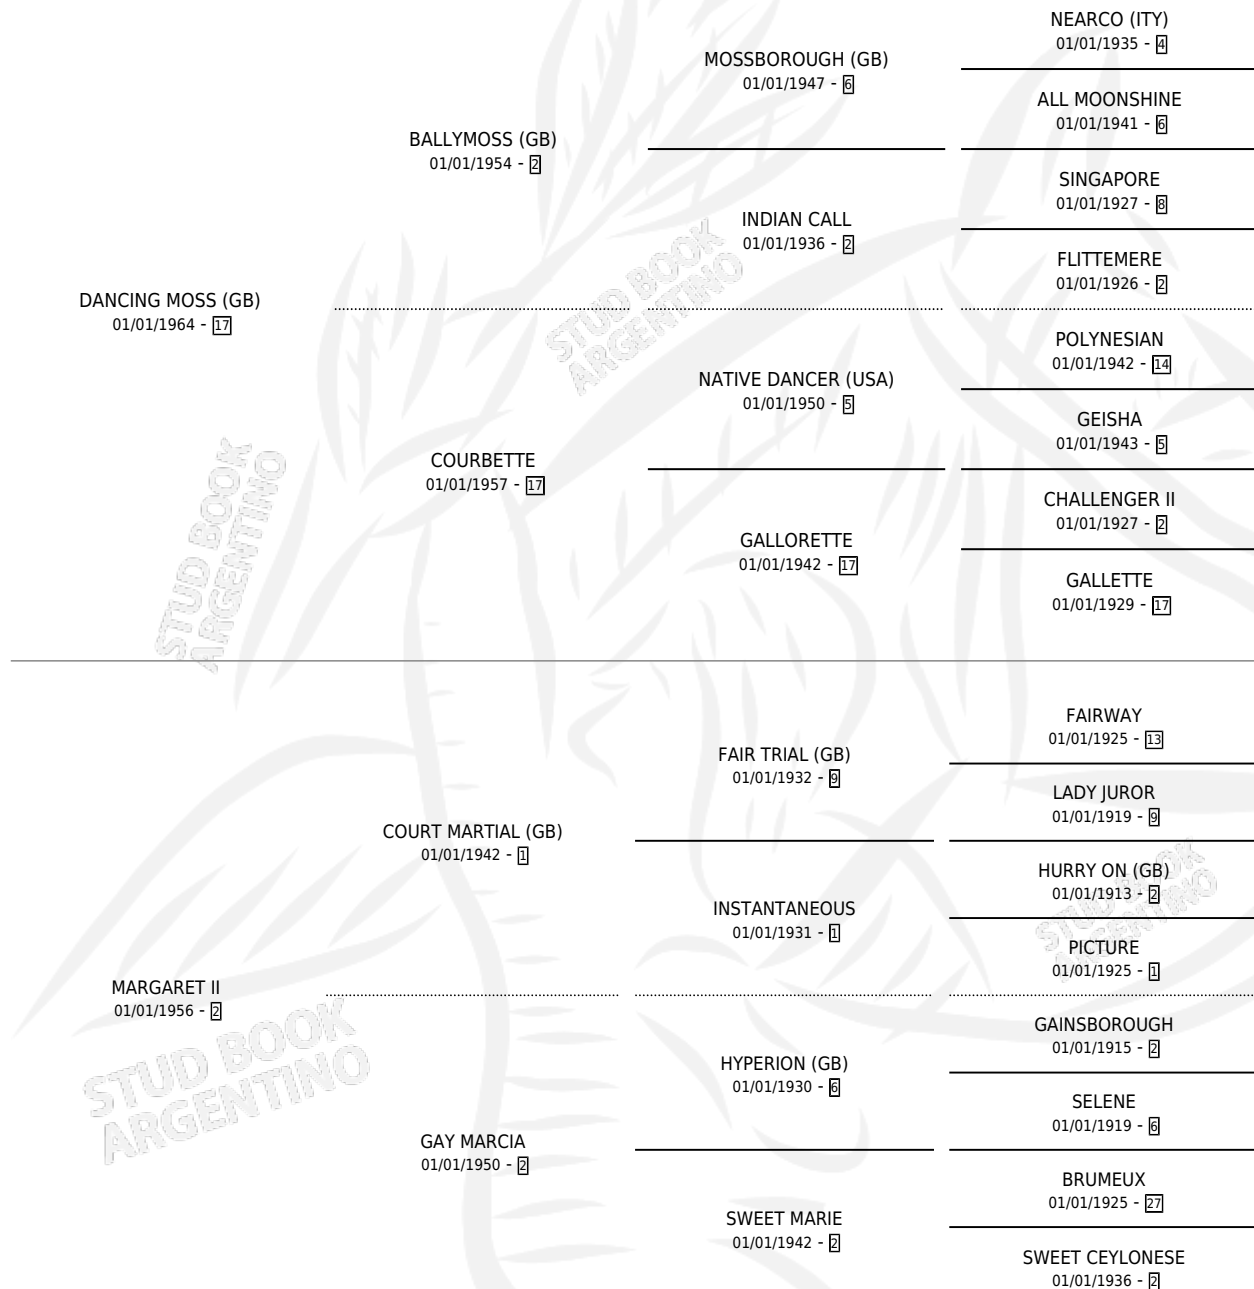 NEARCO (ITY)
01/01/1935 - 4
MOSSBOROUGH (GB)
01/01/1947 - 6
ALL MOONSHINE
01/01/1941 - 6
BALLYMOSS (GB)
01/01/1954 - 2
SINGAPORE
01/01/1927 - 8
INDIAN CALL
01/01/1936 - 2
FLITTEMERE
01/01/1926 - 2
DANCING MOSS (GB)
01/01/1964 - 17
POLYNESIAN
01/01/1942 - 14
NATIVE DANCER (USA)
01/01/1950 - 5
GEISHA
01/01/1943 - 5
COURBETTE
01/01/1957 - 17
CHALLENGER II
01/01/1927 - 2
GALLORETTE
01/01/1942 - 17
GALLETTE
01/01/1929 - 17
STUD BOOK
ARGENTINO
STUD BOOK
ARGENTINO
FAIRWAY
01/01/1925 - 13
FAIR TRIAL (GB)
01/01/1932 - 9
LADY JUROR
01/01/1919 - 9
COURT MARTIAL (GB)
01/01/1942 - 1
HURRY ON (GB)
01/01/1913 - 2
INSTANTANEOUS
01/01/1931 - 1
PICTURE
01/01/1925 - 1
STUD BOOK
ARGENTINO
MARGARET II
01/01/1956 - 2
GAINSBOROUGH
01/01/1915 - 2
HYPERION (GB)
01/01/1930 - 6
SELENE
01/01/1919 - 6
STUD BOOK
ARGENTINO
GAY MARCIA
01/01/1950 - 2
BRUMEUX
01/01/1925 - 27
SWEET MARIE
01/01/1942 - 2
SWEET CEYLONESE
01/01/1936 - 2